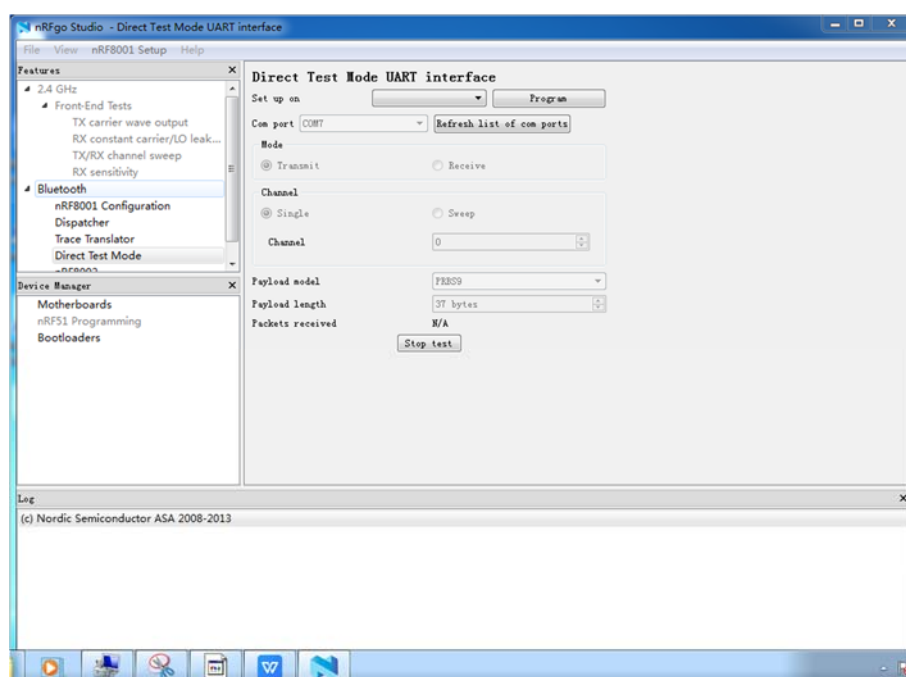 nRFgo Studio - Direct Test Mode UART interface
File View nRF8001 Setup Help
Features
2.4 GHz
Front-End Tests
TX carrier wave output
RX constant carrier/LO leak...
TX/RX channel sweep
RX sensitivity
Bluetooth
nRF8001 Configuration
Dispatcher
Trace Translator
Direct Test Mode
nRF8002
Device Manager
Motherboards
nRF51 Programming
Bootloaders
Direct Test Mode UART interface
Set up on Program
Com port COM7 Refresh list of com ports
Mode
Transmit Receive
Channel
Single Sweep
Channel 0
Payload model PRBS9
Payload length 37 bytes
Packets received N/A
Stop test
Log
(c) Nordic Semiconductor ASA 2008-2013